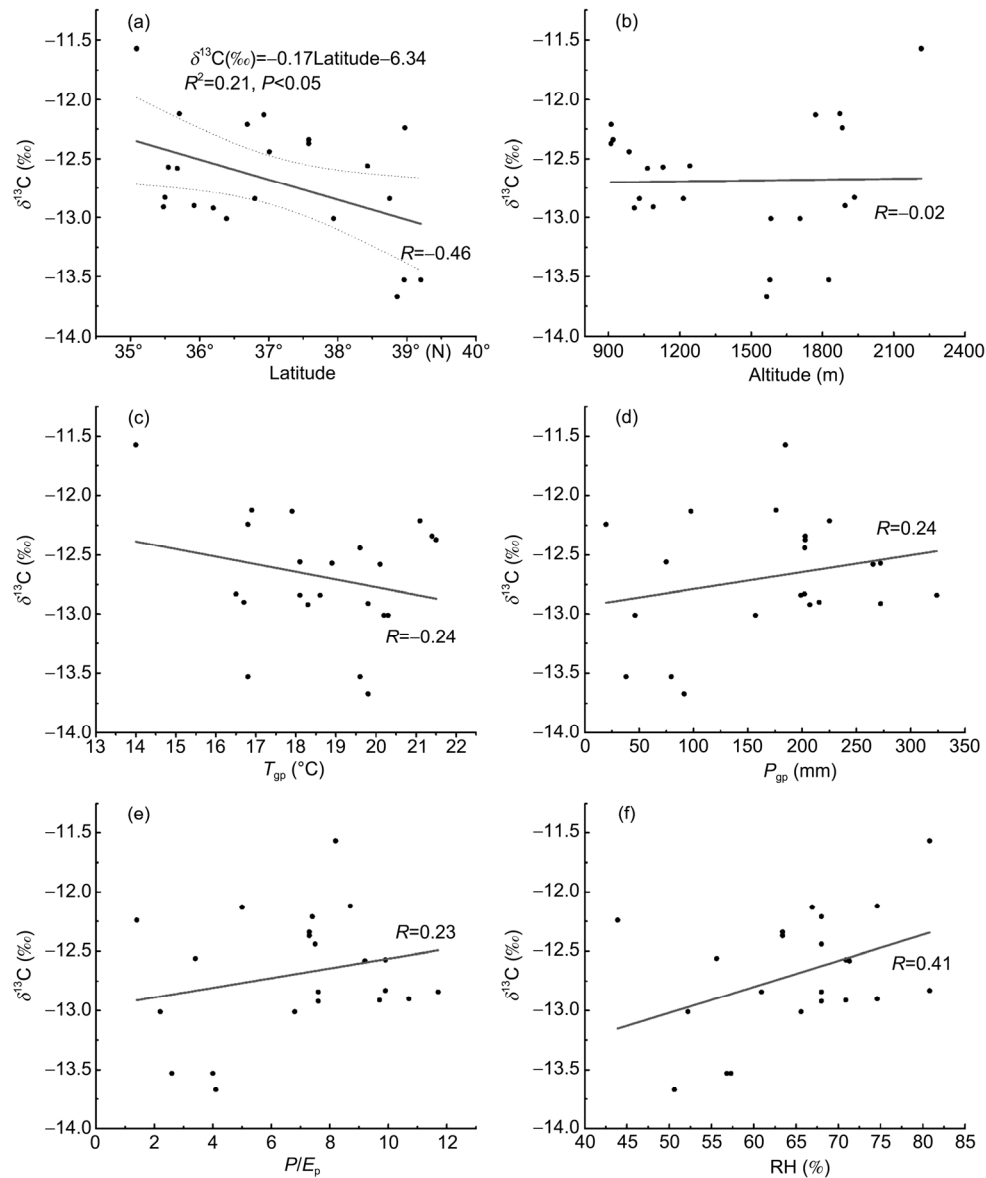 (a)
δ¹³C(‰)=–0.17Latitude–6.34
R²=0.21, P<0.05
R=–0.46
–11.5
–12.0
–12.5
–13.0
–13.5
–14.0
δ¹³C (‰)
35° 36° 37° 38° 39° (N) 40°
Latitude
(b)
R=–0.02
–11.5
–12.0
–12.5
–13.0
–13.5
–14.0
δ¹³C (‰)
900 1200 1500 1800 2100 2400
Altitude (m)
(c)
R=–0.24
–11.5
–12.0
–12.5
–13.0
–13.5
–14.0
δ¹³C (‰)
13 14 15 16 17 18 19 20 21 22
Tgp (°C)
(d)
R=0.24
–11.5
–12.0
–12.5
–13.0
–13.5
–14.0
δ¹³C (‰)
0 50 100 150 200 250 300 350
Pgp (mm)
(e)
R=0.23
–11.5
–12.0
–12.5
–13.0
–13.5
–14.0
δ¹³C (‰)
0 2 4 6 8 10 12
P/Ep
(f)
R=0.41
–11.5
–12.0
–12.5
–13.0
–13.5
–14.0
δ¹³C (‰)
40 45 50 55 60 65 70 75 80 85
RH (%)